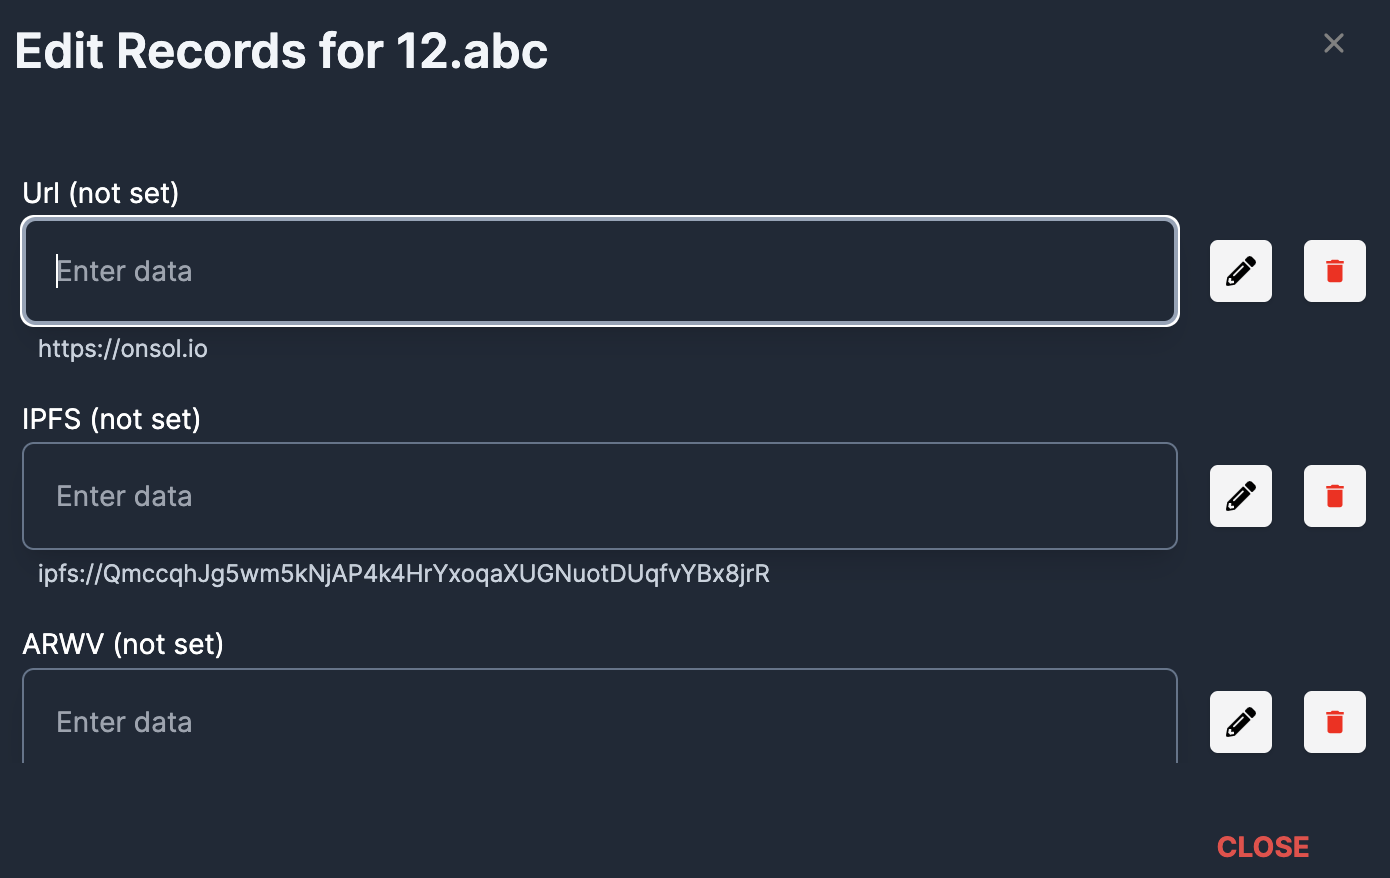 Edit Records for 12.abc
Url (not set)
Enter data
https://onsol.io
IPFS (not set)
Enter data
ipfs://QmccqhJg5wm5kNjAP4k4HrYxoqaXUGNuotDUqfvYBx8jrR
ARWV (not set)
Enter data
CLOSE